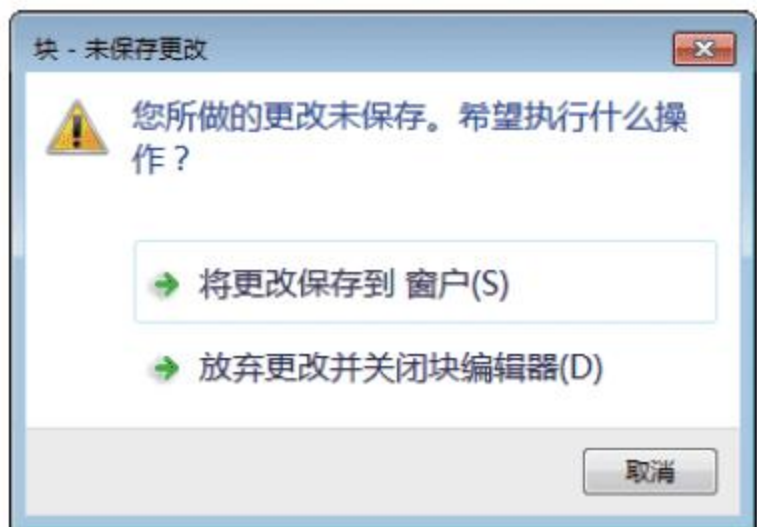 块 - 未保存更改
您所做的更改未保存。希望执行什么操
作？
将更改保存到 窗户(S)
放弃更改并关闭块编辑器(D)
取消